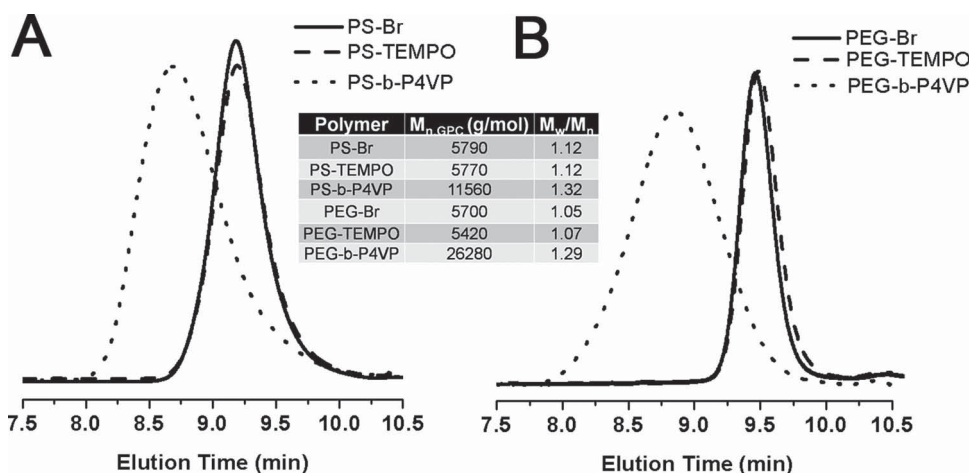 A
PS-Br
PS-TEMPO
PS-b-P4VP
Polymer M_n,GPC (g/mol) M_w/M_n
PS-Br 5790 1.12
PS-TEMPO 5770 1.12
PS-b-P4VP 11560 1.32
PEG-Br 5700 1.05
PEG-TEMPO 5420 1.07
PEG-b-P4VP 26280 1.29
7.5 8.0 8.5 9.0 9.5 10.0 10.5
Elution Time (min)
B
PEG-Br
PEG-TEMPO
PEG-b-P4VP
7.5 8.0 8.5 9.0 9.5 10.0 10.5
Elution Time (min)